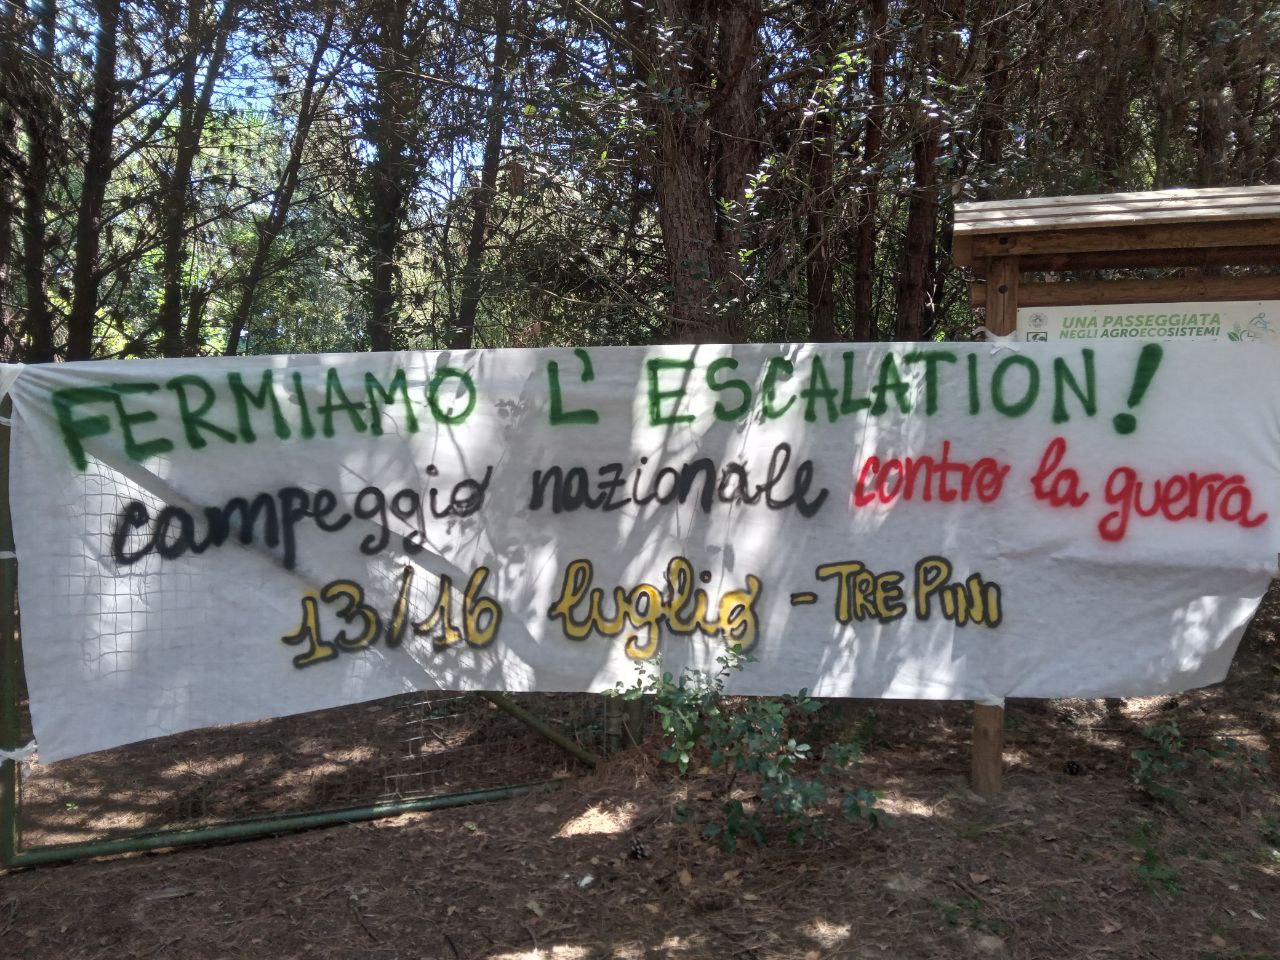 UNA PASSEGGIATA
NEGLI AGROECOSISTEMI
FERMIAMO L'ESCALATION!
campeggio nazionale contro la guerra
13/16 luglio - TRE PINI